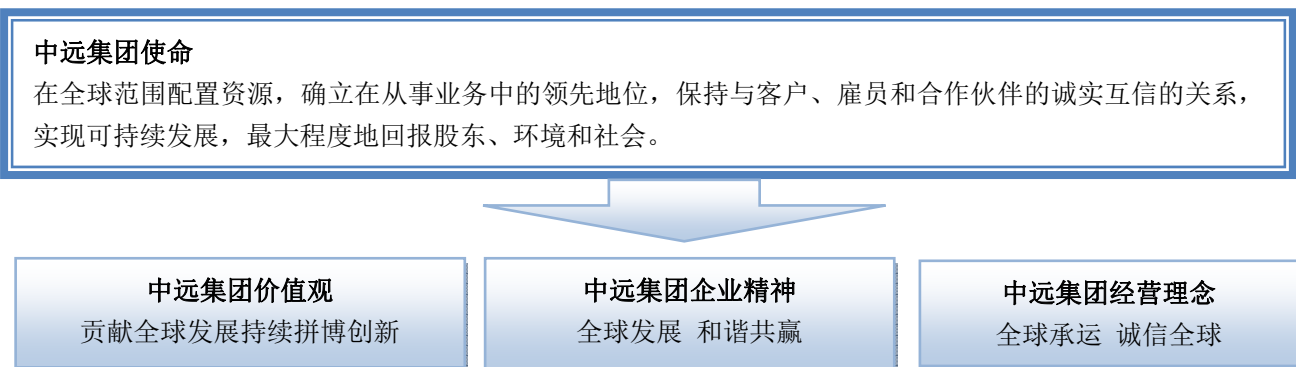 中远集团使命
在全球范围配置资源，确立在从事业务中的领先地位，保持与客户、雇员和合作伙伴的诚实互信的关系，
实现可持续发展，最大程度地回报股东、环境和社会。
中远集团价值观
贡献全球发展持续拼博创新
中远集团企业精神
全球发展 和谐共赢
中远集团经营理念
全球承运 诚信全球